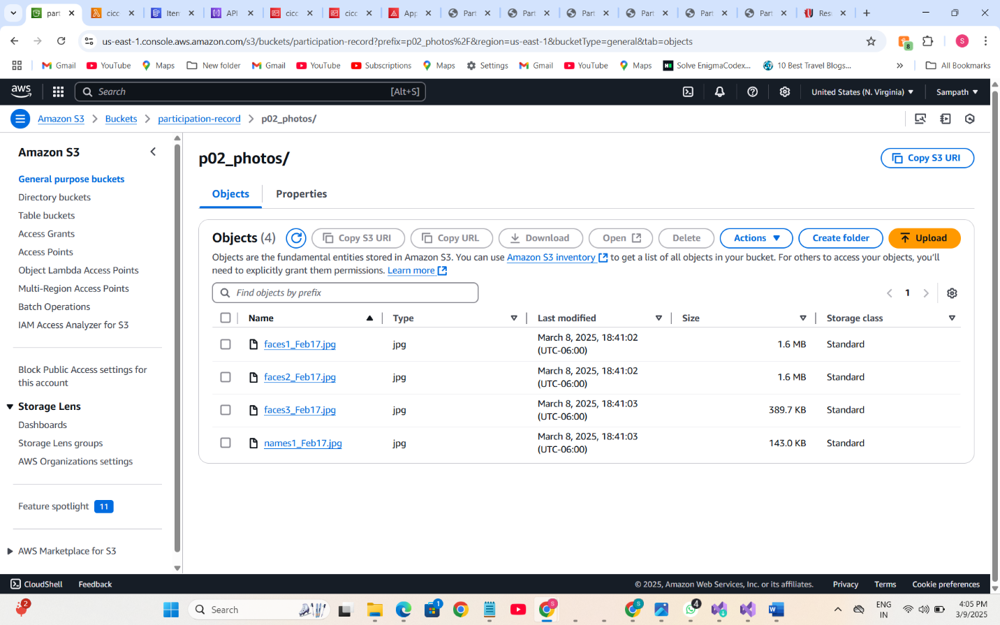 part
cicc
Item
API
cicc
cicc
App
Part
Part
Part
Part
Part
Part
Res
us-east-1.console.aws.amazon.com/s3/buckets/participation-record?prefix=p02_photos%2F&region=us-east-1&bucketType=general&tab=objects
8
S
Gmail
YouTube
Maps
New folder
Gmail
YouTube
Subscriptions
Maps
Settings
Gmail
YouTube
Maps
Solve EnigmaCodex...
10 Best Travel Blogs...
All Bookmarks
aws
Search
[Alt+S]
United States (N. Virginia)
Sampath
Amazon S3
Buckets
participation-record
p02_photos/
Amazon S3
General purpose buckets
Directory buckets
Table buckets
Access Grants
Access Points
Object Lambda Access Points
Multi-Region Access Points
Batch Operations
IAM Access Analyzer for S3
Block Public Access settings for
this account
Storage Lens
Dashboards
Storage Lens groups
AWS Organizations settings
Feature spotlight 11
AWS Marketplace for S3
p02_photos/
Copy S3 URI
Objects
Properties
Objects (4)
Copy S3 URI
Copy URL
Download
Open
Delete
Actions
Create folder
Upload
Objects are the fundamental entities stored in Amazon S3. You can use Amazon S3 inventory to get a list of all objects in your bucket. For others to access your objects, you'll
need to explicitly grant them permissions. Learn more
Find objects by prefix
1
Name
Type
Last modified
Size
Storage class
faces1_Feb17.jpg
jpg
March 8, 2025, 18:41:02
(UTC-06:00)
1.6 MB
Standard
faces2_Feb17.jpg
jpg
March 8, 2025, 18:41:02
(UTC-06:00)
1.6 MB
Standard
faces3_Feb17.jpg
jpg
March 8, 2025, 18:41:03
(UTC-06:00)
389.7 KB
Standard
names1_Feb17.jpg
jpg
March 8, 2025, 18:41:03
(UTC-06:00)
143.0 KB
Standard
CloudShell
Feedback
© 2025, Amazon Web Services, Inc. or its affiliates.
Privacy
Terms
Cookie preferences
2
Search
1
S
S
4
ENG
IN
4:05 PM
3/9/2025